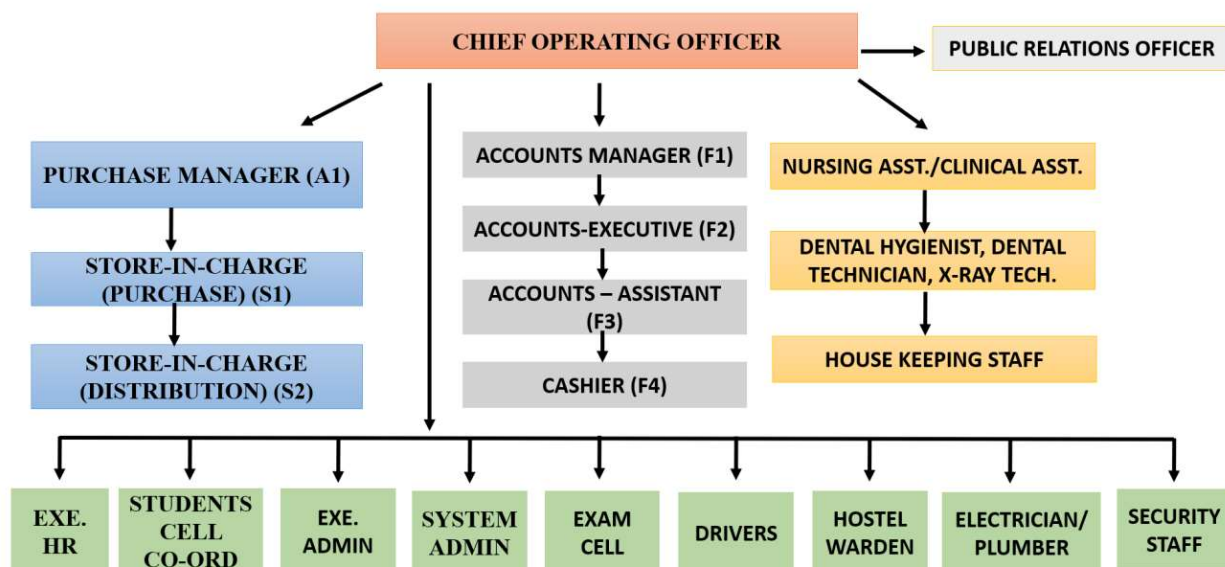 CHIEF OPERATING OFFICER
PUBLIC RELATIONS OFFICER
PURCHASE MANAGER (A1)
STORE-IN-CHARGE
(PURCHASE) (S1)
STORE-IN-CHARGE
(DISTRIBUTION) (S2)
ACCOUNTS MANAGER (F1)
ACCOUNTS-EXECUTIVE (F2)
ACCOUNTS – ASSISTANT
(F3)
CASHIER (F4)
NURSING ASST./CLINICAL ASST.
DENTAL HYGIENIST, DENTAL
TECHNICIAN, X-RAY TECH.
HOUSE KEEPING STAFF
EXE.
HR
STUDENTS
CELL
CO-ORD
EXE.
ADMIN
SYSTEM
ADMIN
EXAM
CELL
DRIVERS
HOSTEL
WARDEN
ELECTRICIAN/
PLUMBER
SECURITY
STAFF